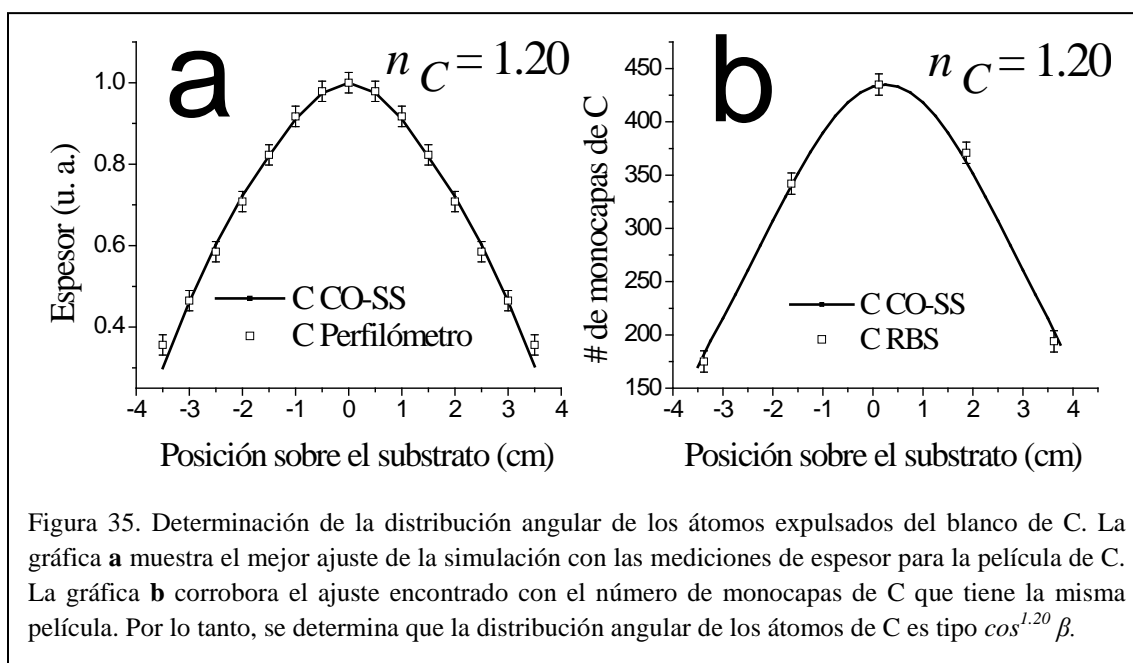 a
n C = 1.20
Espesor (u. a.)
1.0
0.8
0.6
0.4
C CO-SS
C Perfilómetro
-4 -3 -2 -1 0 1 2 3 4
Posición sobre el substrato (cm)
b
n C = 1.20
# de monocapas de C
450
400
350
300
250
200
150
C CO-SS
C RBS
-4 -3 -2 -1 0 1 2 3 4
Posición sobre el substrato (cm)
Figura 35. Determinación de la distribución angular de los átomos expulsados del blanco de C. La
gráfica a muestra el mejor ajuste de la simulación con las mediciones de espesor para la película de C.
La gráfica b corrobora el ajuste encontrado con el número de monocapas de C que tiene la misma
película. Por lo tanto, se determina que la distribución angular de los átomos de C es tipo cos^1.20 β.